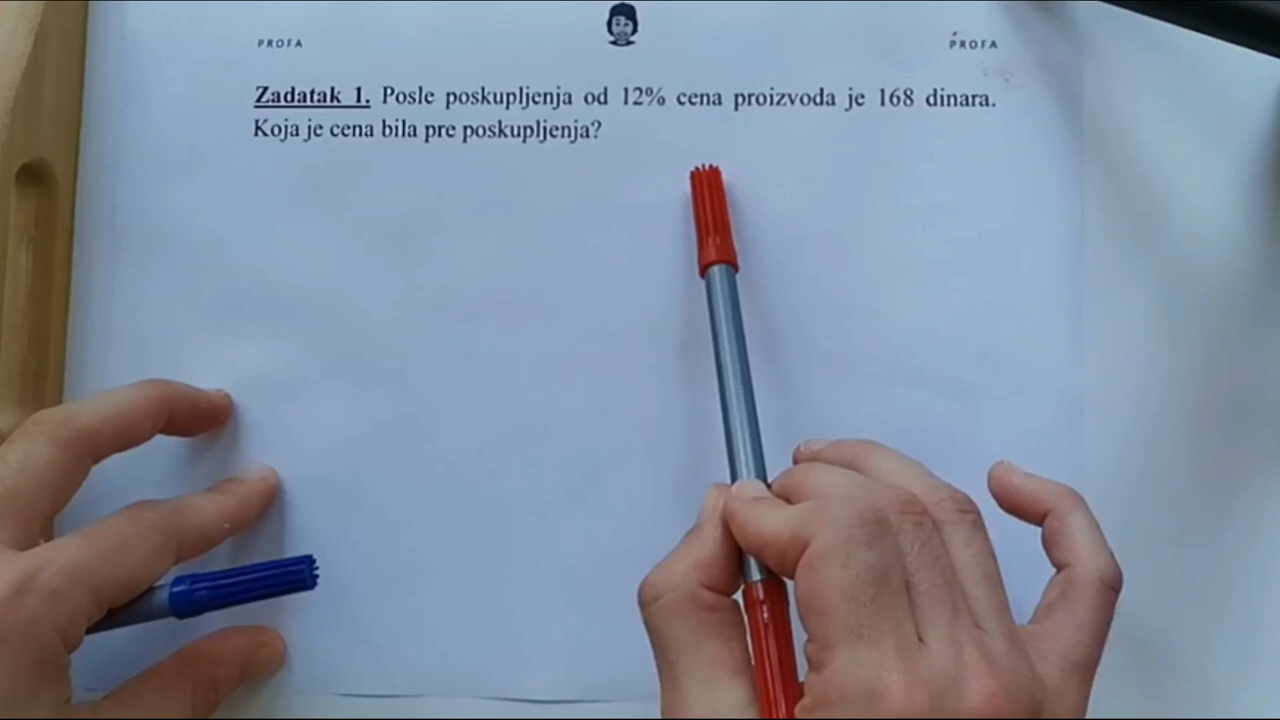 PROFA PROFA
Zadatak 1. Posle poskupljenja od 12% cena proizvoda je 168 dinara.
Koja je cena bila pre poskupljenja?